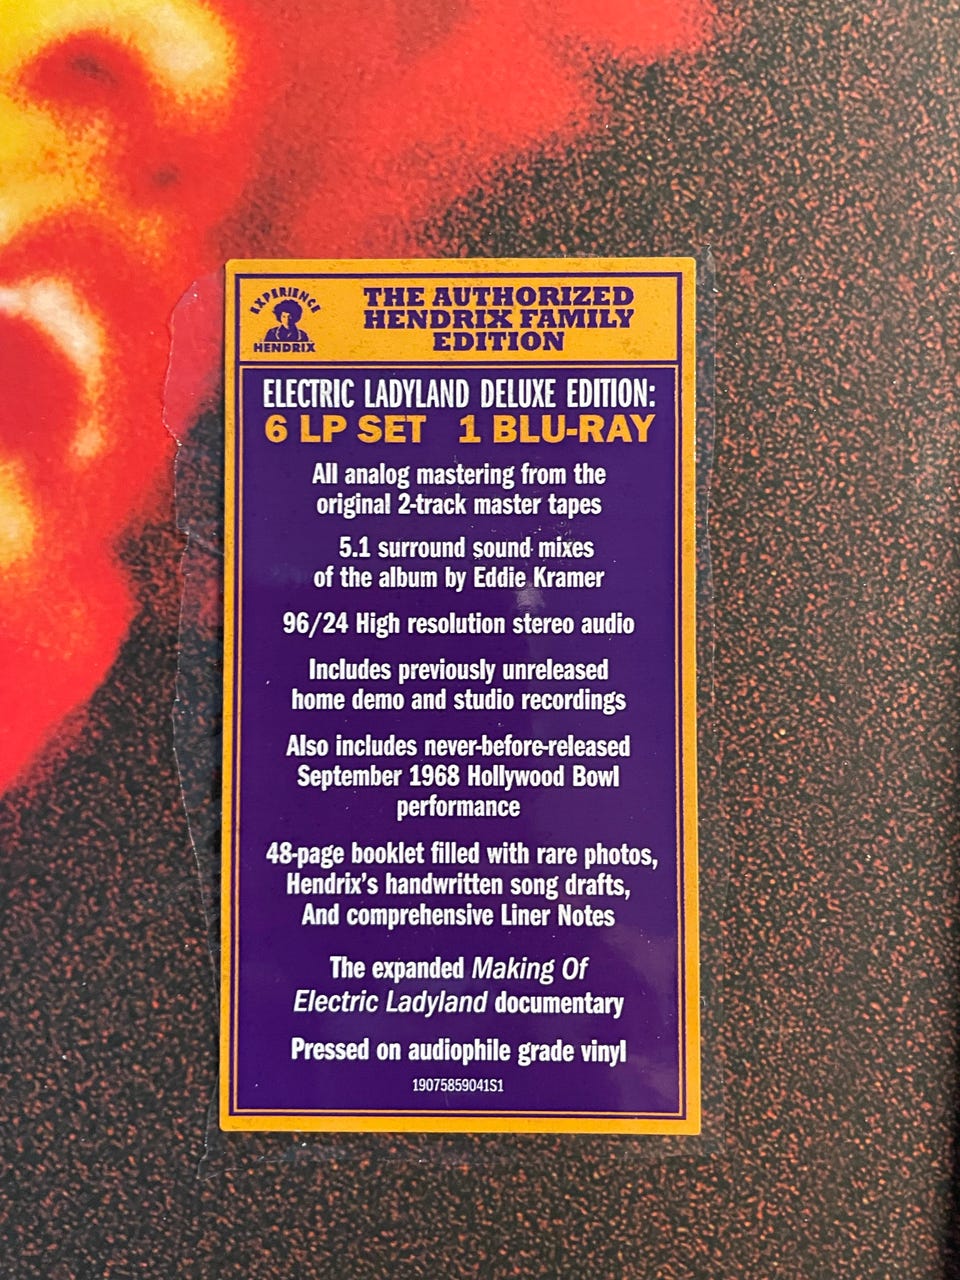 EXPERIENCE
HENDRIX
THE AUTHORIZED
HENDRIX FAMILY
EDITION
ELECTRIC LADYLAND DELUXE EDITION:
6 LP SET 1 BLU-RAY
All analog mastering from the
original 2-track master tapes
5.1 surround sound mixes
of the album by Eddie Kramer
96/24 High resolution stereo audio
Includes previously unreleased
home demo and studio recordings
Also includes never-before-released
September 1968 Hollywood Bowl
performance
48-page booklet filled with rare photos,
Hendrix's handwritten song drafts,
And comprehensive Liner Notes
The expanded Making Of
Electric Ladyland documentary
Pressed on audiophile grade vinyl
19075859041S1